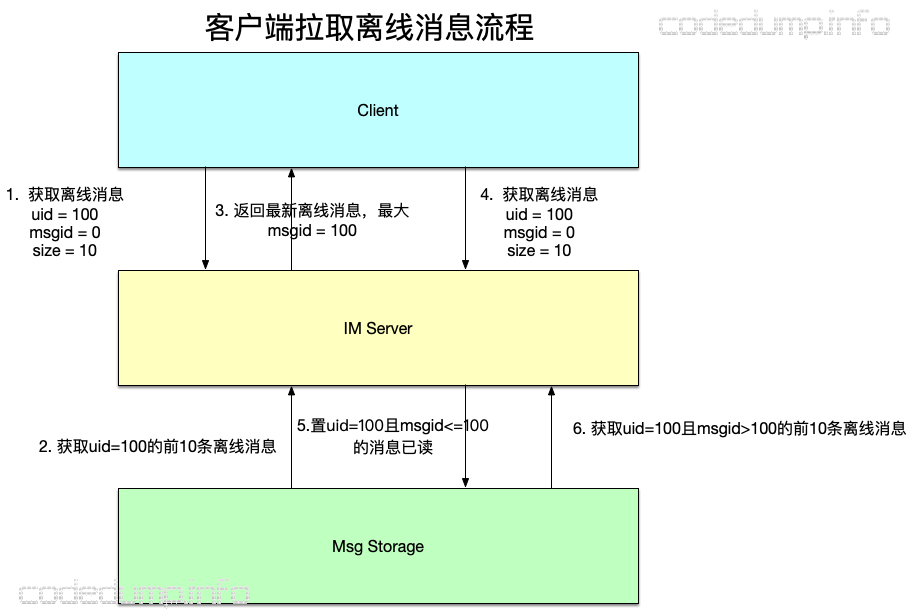 客户端拉取离线消息流程
codedump.info
Client
1. 获取离线消息
uid = 100
msgid = 0
size = 10
3. 返回最新离线消息，最大
msgid = 100
4. 获取离线消息
uid = 100
msgid = 0
size = 10
IM Server
2. 获取uid=100的前10条离线消息
5.置uid=100且msgid<=100
的消息已读
6. 获取uid=100且msgid>100的前10条离线消息
Msg Storage
codedump.info